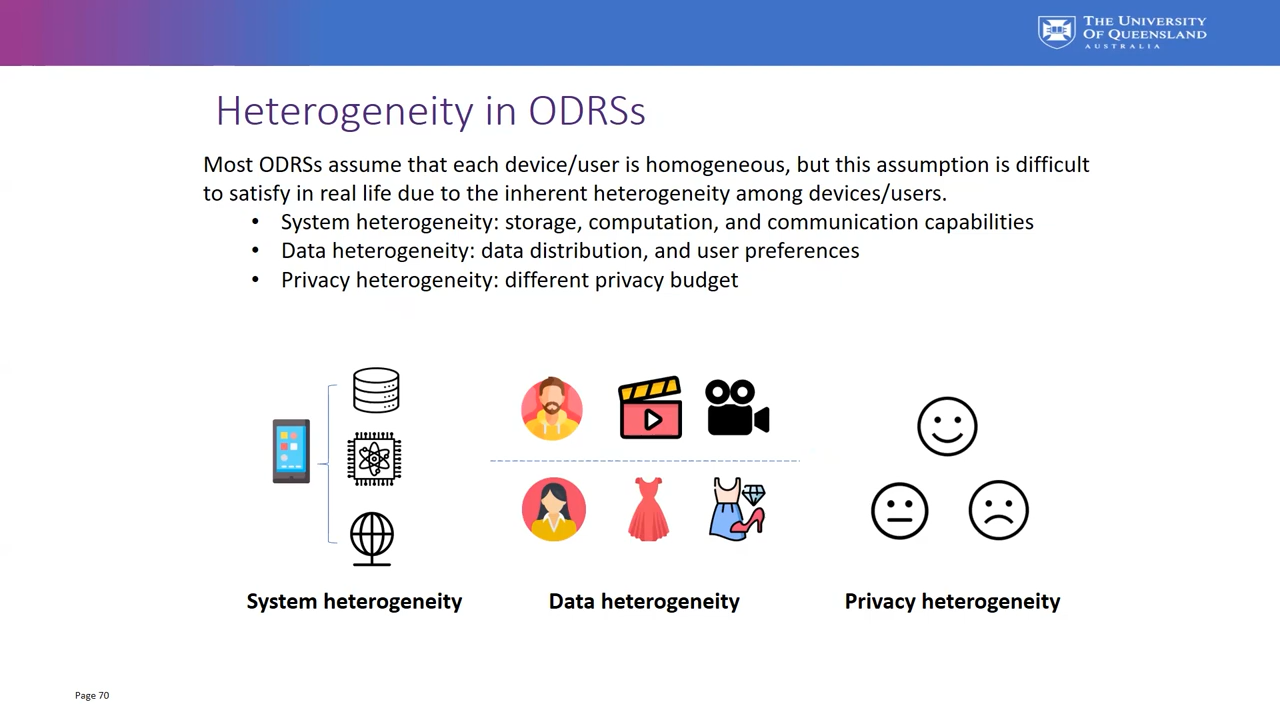 THE UNIVERSITY
OF QUEENSLAND
AUSTRALIA
Heterogeneity in ODRSs
Most ODRSs assume that each device/user is homogeneous, but this assumption is difficult
to satisfy in real life due to the inherent heterogeneity among devices/users.
• System heterogeneity: storage, computation, and communication capabilities
• Data heterogeneity: data distribution, and user preferences
• Privacy heterogeneity: different privacy budget
System heterogeneity
Data heterogeneity
Privacy heterogeneity
Page 70